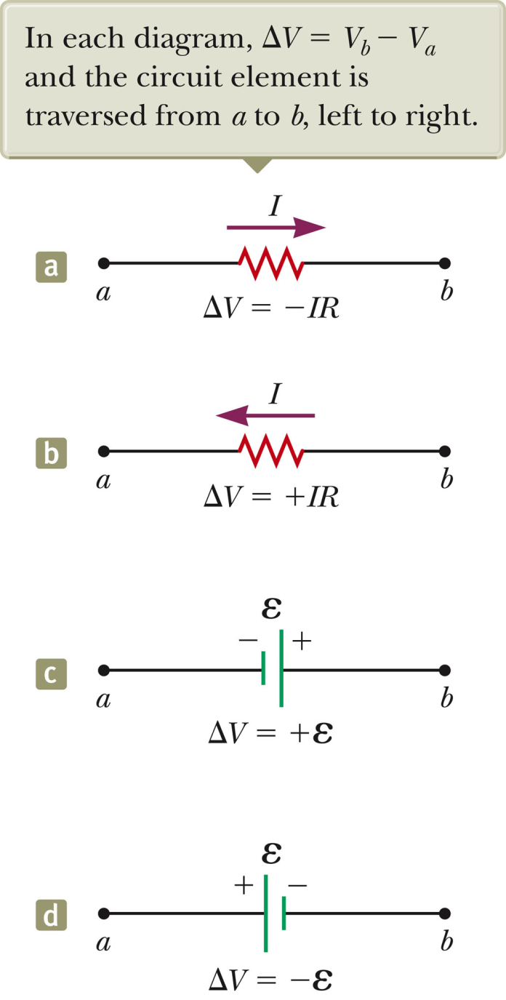 In each diagram, ΔV = V_b − V_a
and the circuit element is
traversed from a to b, left to right.
I
a
a
b
ΔV = −IR
I
b
a
b
ΔV = +IR
ℰ
− +
c
a
b
ΔV = +ℰ
ℰ
+ −
d
a
b
ΔV = −ℰ